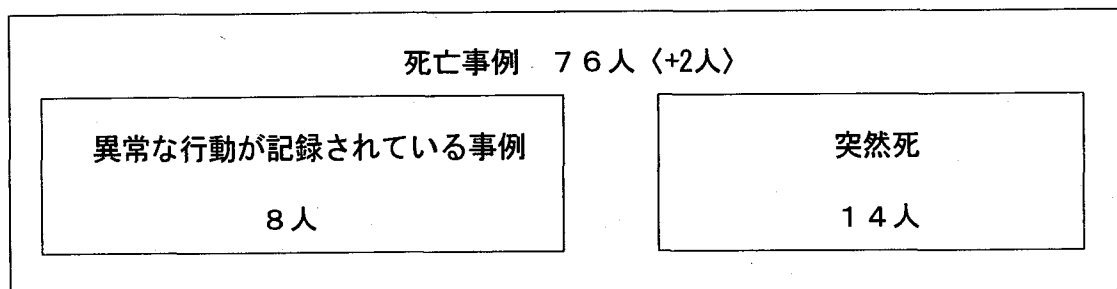 死亡事例　７６人〈+2人〉
異常な行動が記録されている事例
８人
突然死
１４人